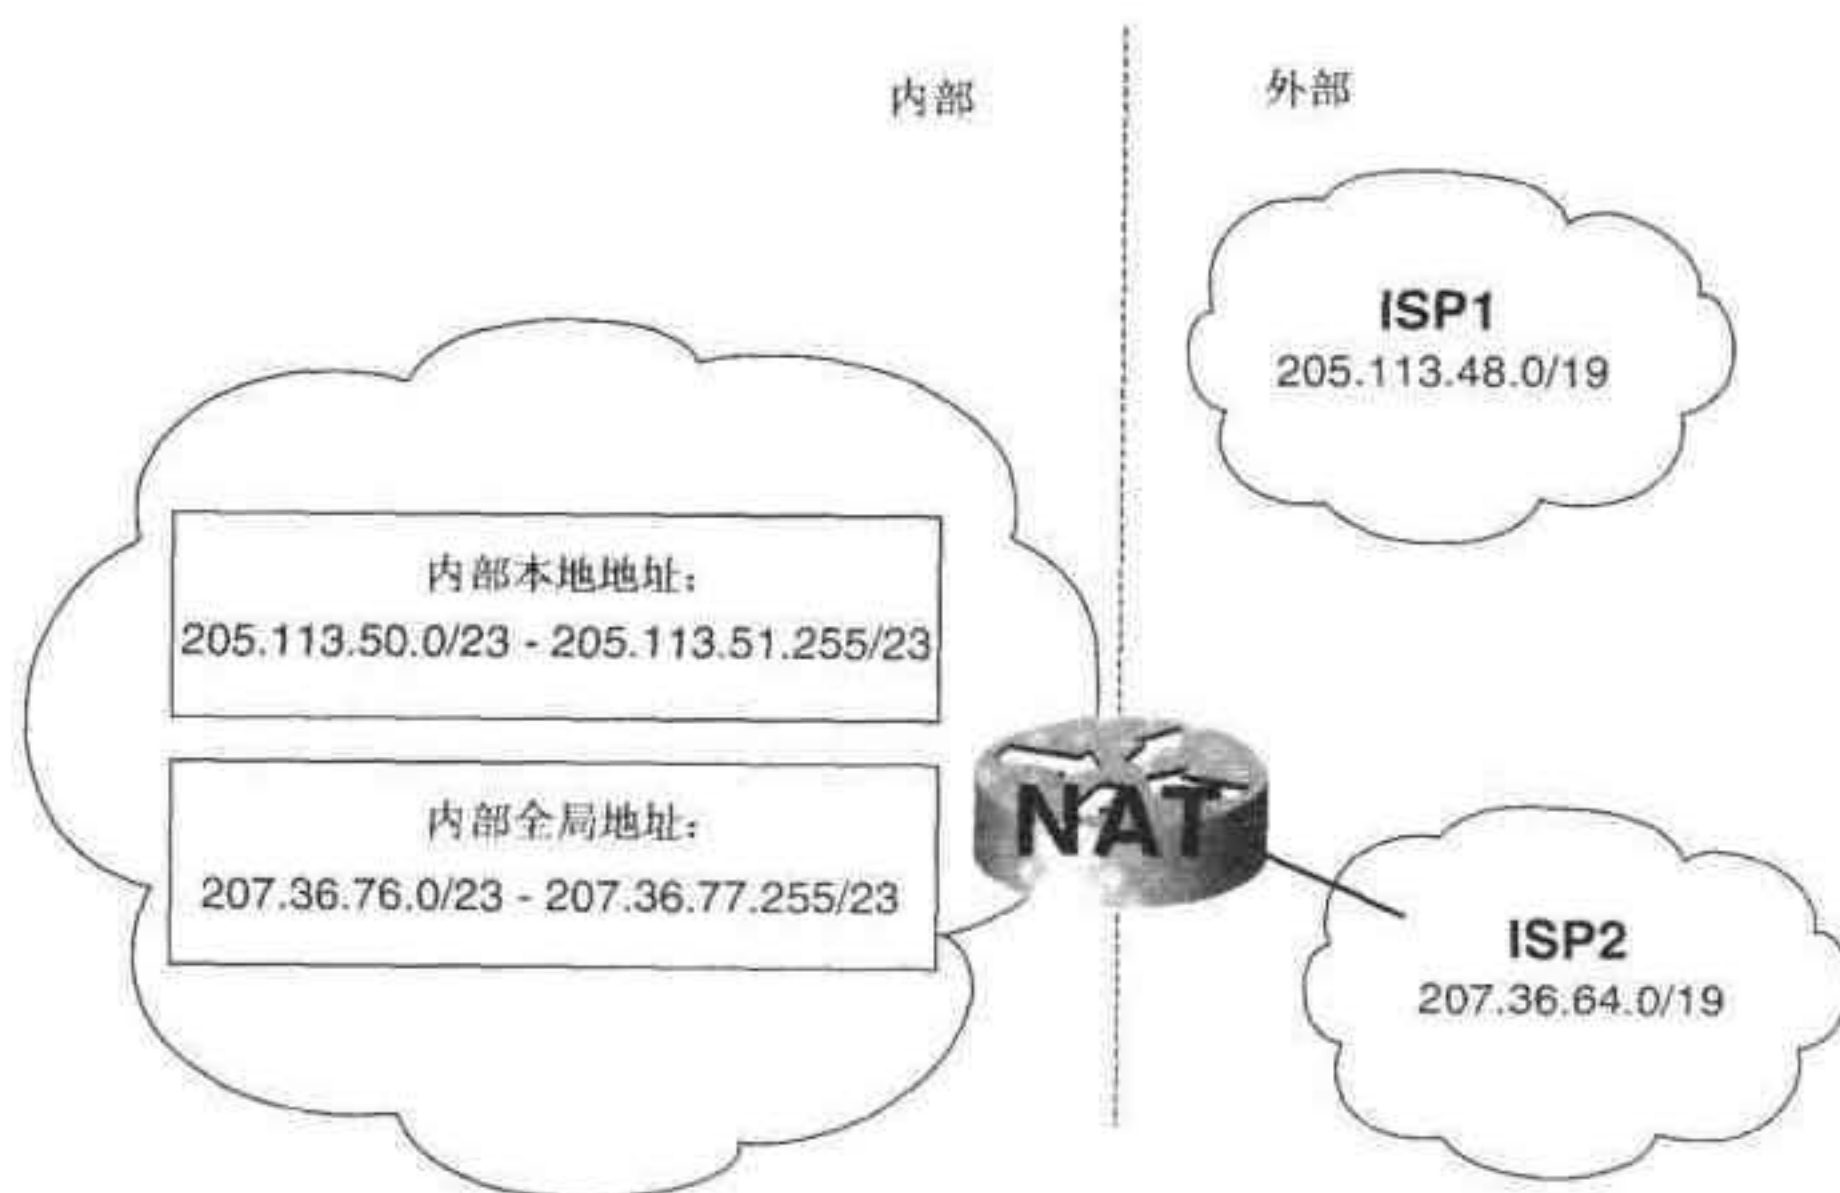 内部
外部
ISP1
205.113.48.0/19
内部本地地址:
205.113.50.0/23 - 205.113.51.255/23
内部全局地址:
207.36.76.0/23 - 207.36.77.255/23
NAT
ISP2
207.36.64.0/19